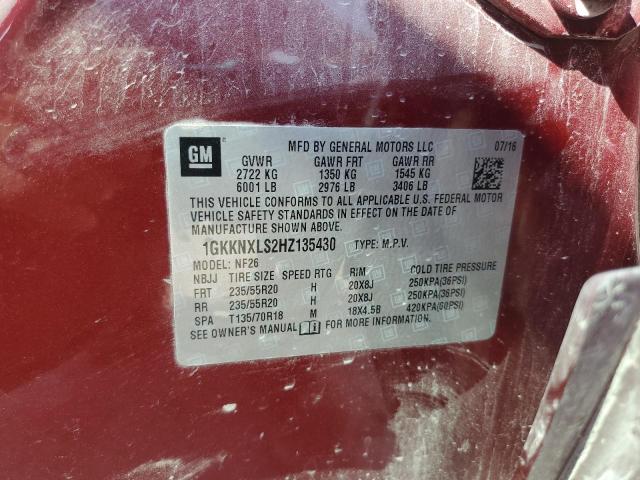 GM
MFD BY GENERAL MOTORS LLC 07/16
GVWR GAWR FRT GAWR RR
2722 KG 1350 KG 1545 KG
6001 LB 2976 LB 3406 LB
THIS VEHICLE CONFORMS TO ALL APPLICABLE U.S. FEDERAL MOTOR
VEHICLE SAFETY STANDARDS IN EFFECT ON THE DATE OF
MANUFACTURE SHOWN ABOVE.
1GKKNXLS2HZ135430 TYPE: M.P.V.
MODEL: NF26
NBJJ TIRE SIZE SPEED RTG RIM COLD TIRE PRESSURE
FRT 235/55R20 H 20X8J 250KPA(36PSI)
RR 235/55R20 H 20X8J 250KPA(36PSI)
SPA T135/70R18 M 18X4.5B 420KPA(60PSI)
SEE OWNER'S MANUAL FOR MORE INFORMATION.